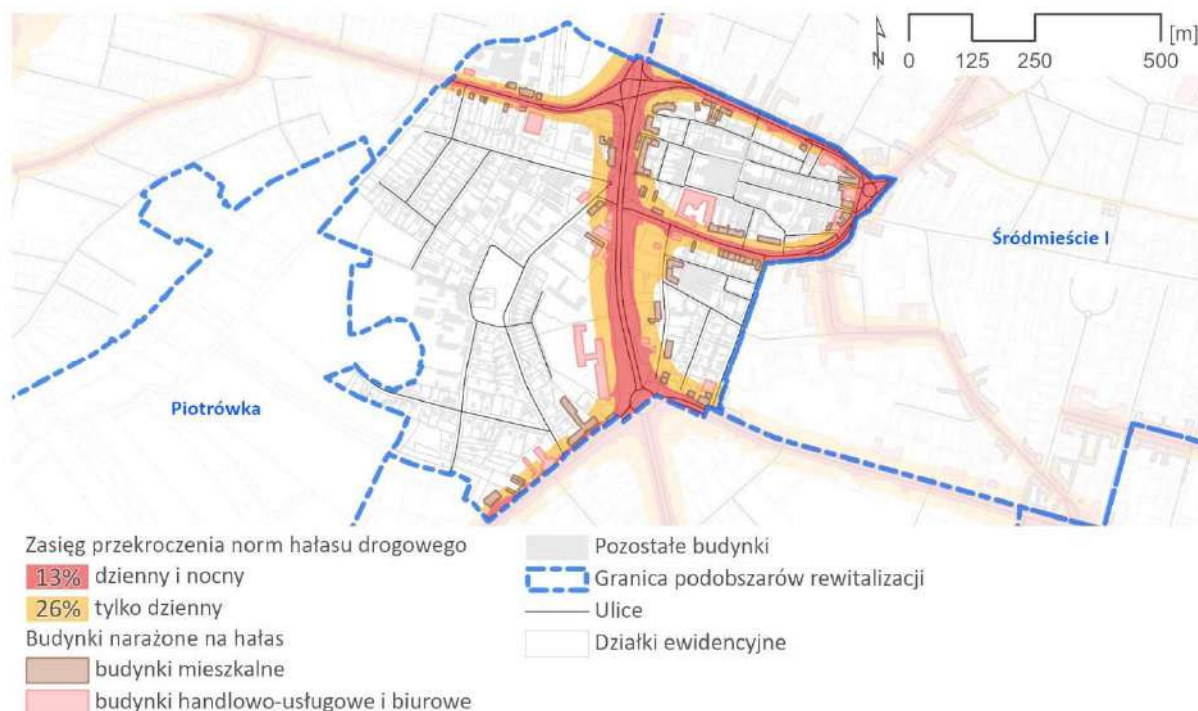 [m]
N 0 125 250 500
Śródmieście I
Piotrówka
Zasięg przekroczenia norm hałasu drogowego
13% dzienny i nocny
26% tylko dzienny
Budynki narażone na hałas
budynki mieszkalne
budynki handlowo-usługowe i biurowe
Pozostałe budynki
Granica podobszarów rewitalizacji
Ulice
Działki ewidencyjne